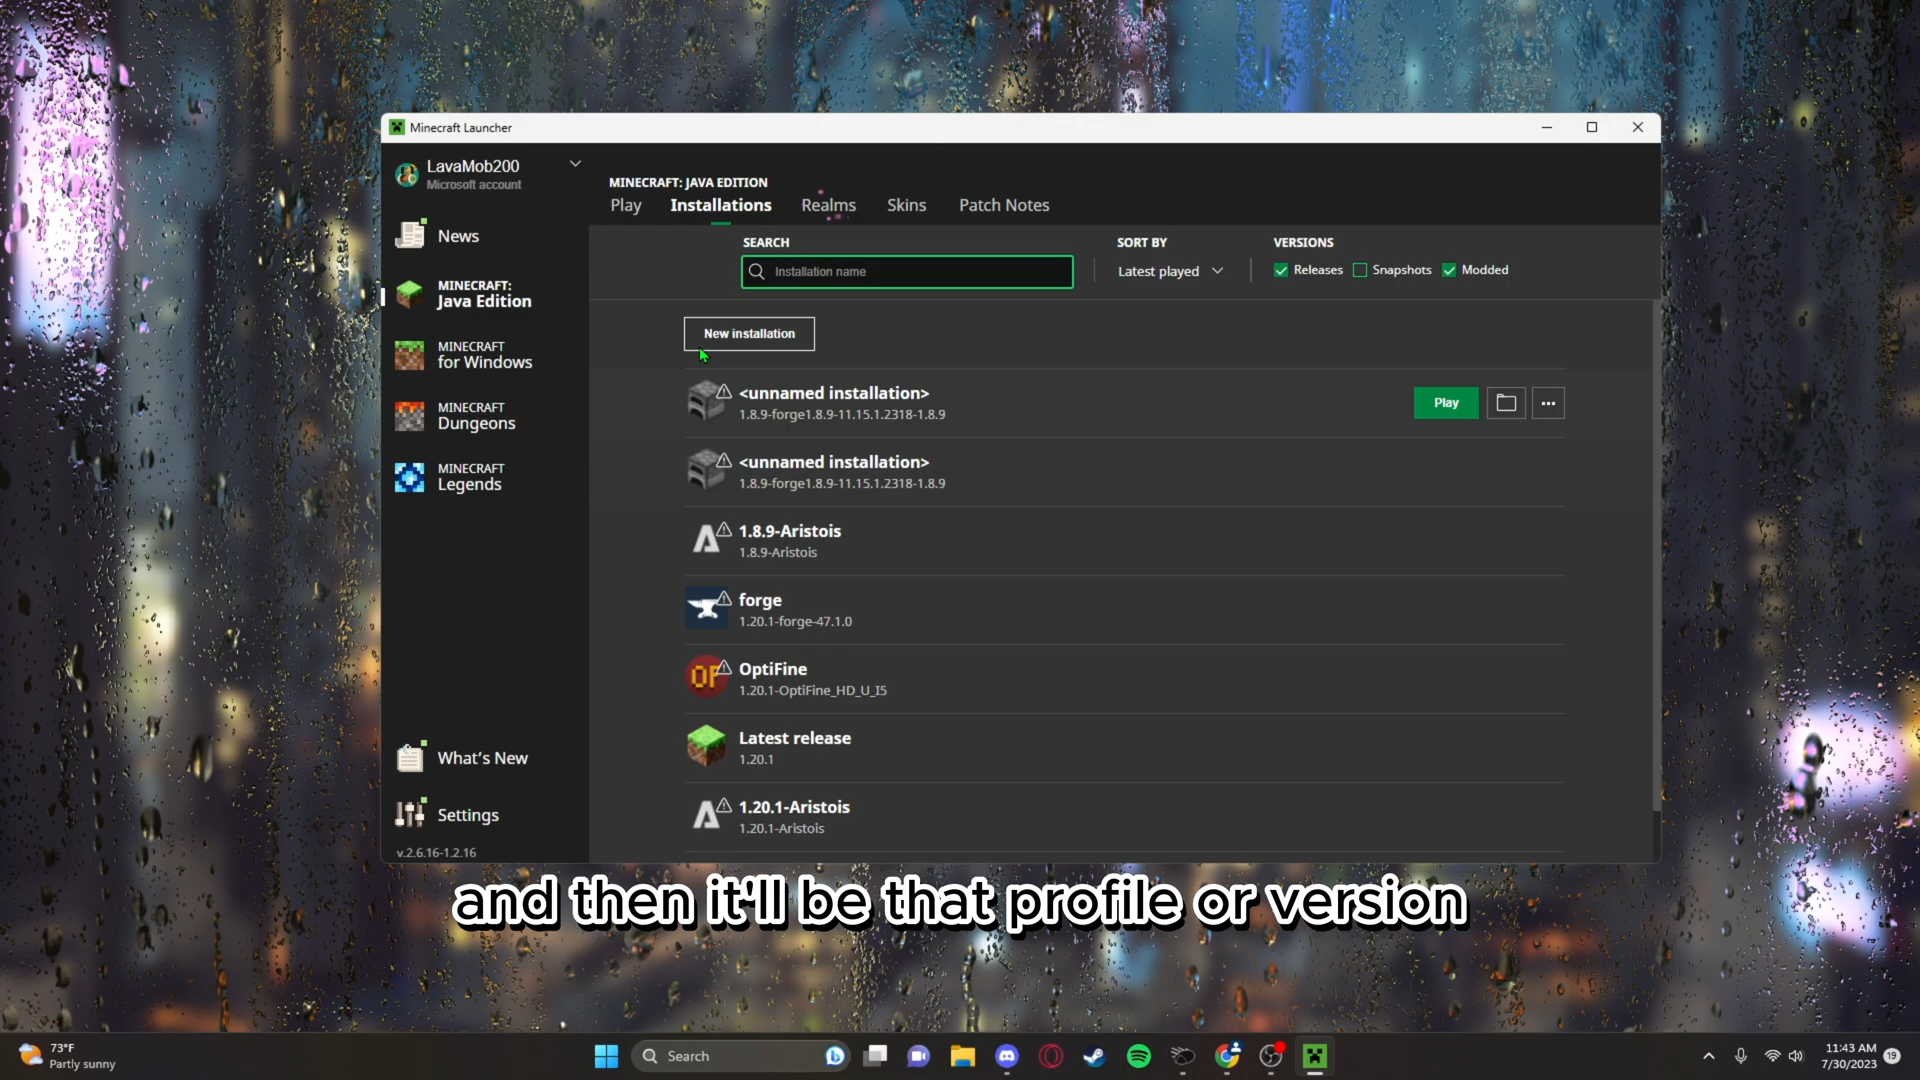 Minecraft Launcher
LavaMob200
Microsoft account
News
MINECRAFT:
Java Edition
MINECRAFT
for Windows
MINECRAFT
Dungeons
MINECRAFT
Legends
What's New
Settings
v.2.6.16-1.2.16
MINECRAFT: JAVA EDITION
Play Installations Realms Skins Patch Notes
SEARCH
Installation name
SORT BY
Latest played
VERSIONS
Releases Snapshots Modded
New installation
<unnamed installation>
1.8.9-forge1.8.9-11.15.1.2318-1.8.9
Play
<unnamed installation>
1.8.9-forge1.8.9-11.15.1.2318-1.8.9
1.8.9-Aristois
1.8.9-Aristois
forge
1.20.1-forge-47.1.0
OptiFine
1.20.1-OptiFine_HD_U_I5
Latest release
1.20.1
1.20.1-Aristois
1.20.1-Aristois
and then it'll be that profile or version
73°F
Partly sunny
Search
11:43 AM
7/30/2023
19